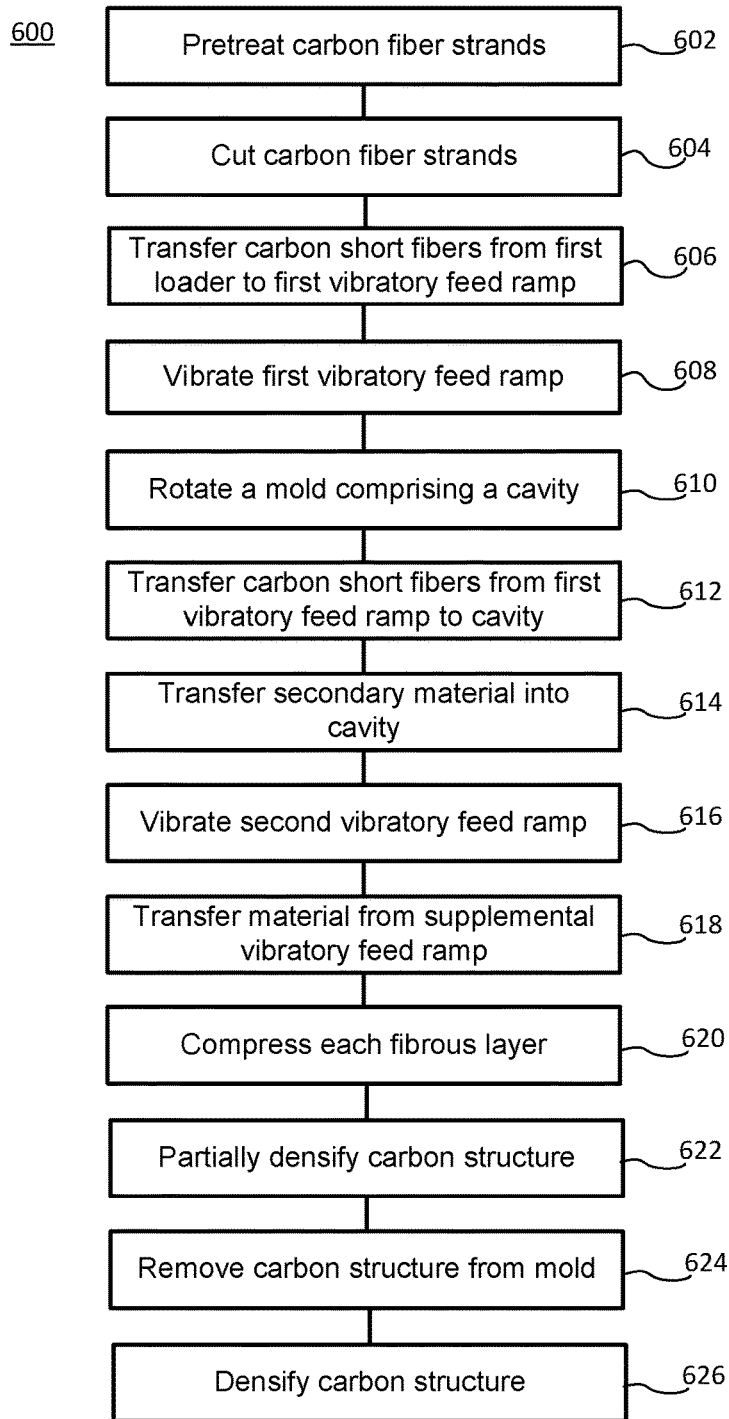 600
Pretreat carbon fiber strands
602
Cut carbon fiber strands
604
Transfer carbon short fibers from first
loader to first vibratory feed ramp
606
Vibrate first vibratory feed ramp
608
Rotate a mold comprising a cavity
610
Transfer carbon short fibers from first
vibratory feed ramp to cavity
612
Transfer secondary material into
cavity
614
Vibrate second vibratory feed ramp
616
Transfer material from supplemental
vibratory feed ramp
618
Compress each fibrous layer
620
Partially densify carbon structure
622
Remove carbon structure from mold
624
Densify carbon structure
626